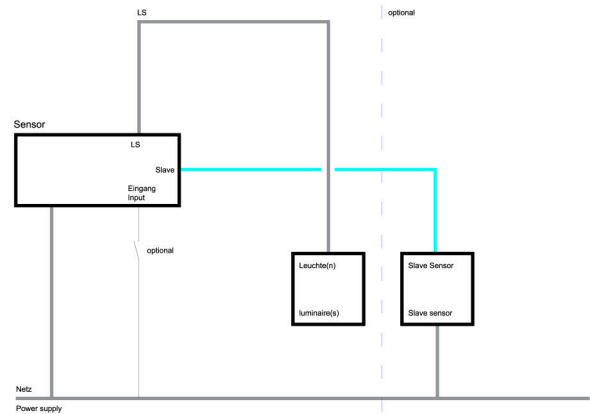 LS
optional
Sensor
LS
Slave
Eingang
Input
optional
Leuchte(n)
luminaire(s)
Slave Sensor
Slave sensor
Netz
Power supply